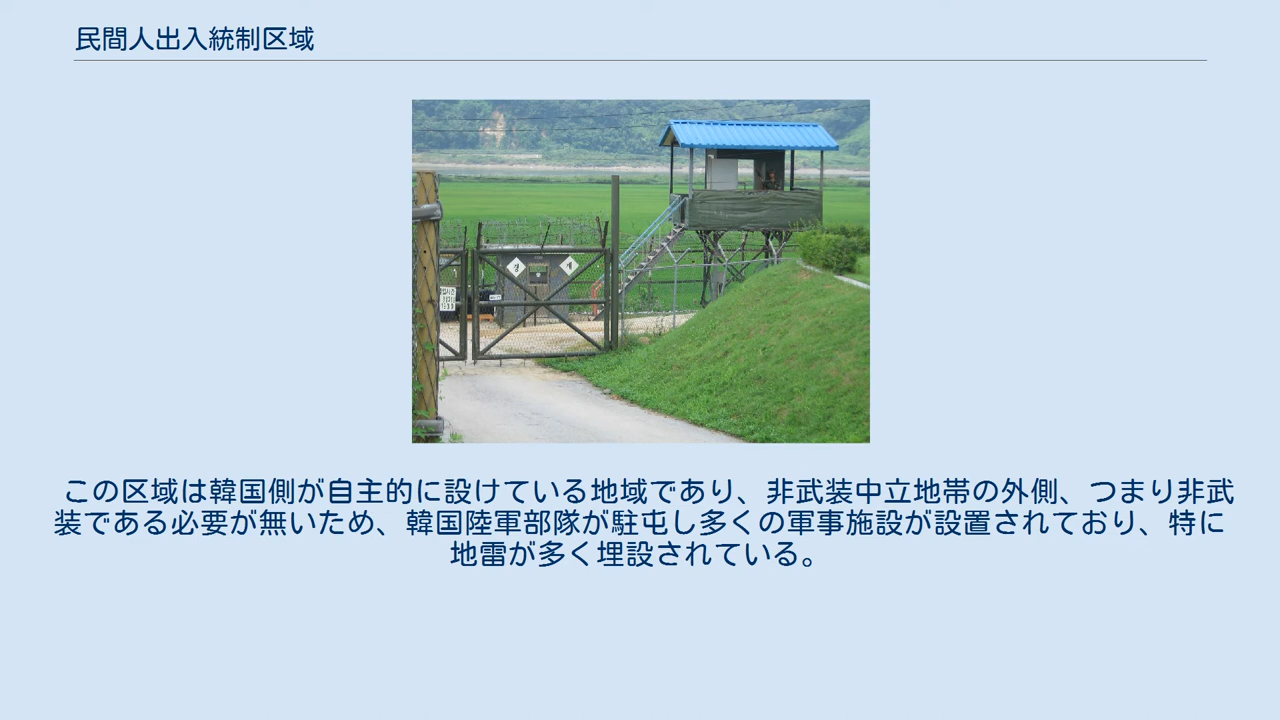 民間人出入統制区域
この区域は韓国側が自主的に設けている地域であり、非武装中立地帯の外側、つまり非武
装である必要が無いため、韓国陸軍部隊が駐屯し多くの軍事施設が設置されており、特に
地雷が多く埋設されている。